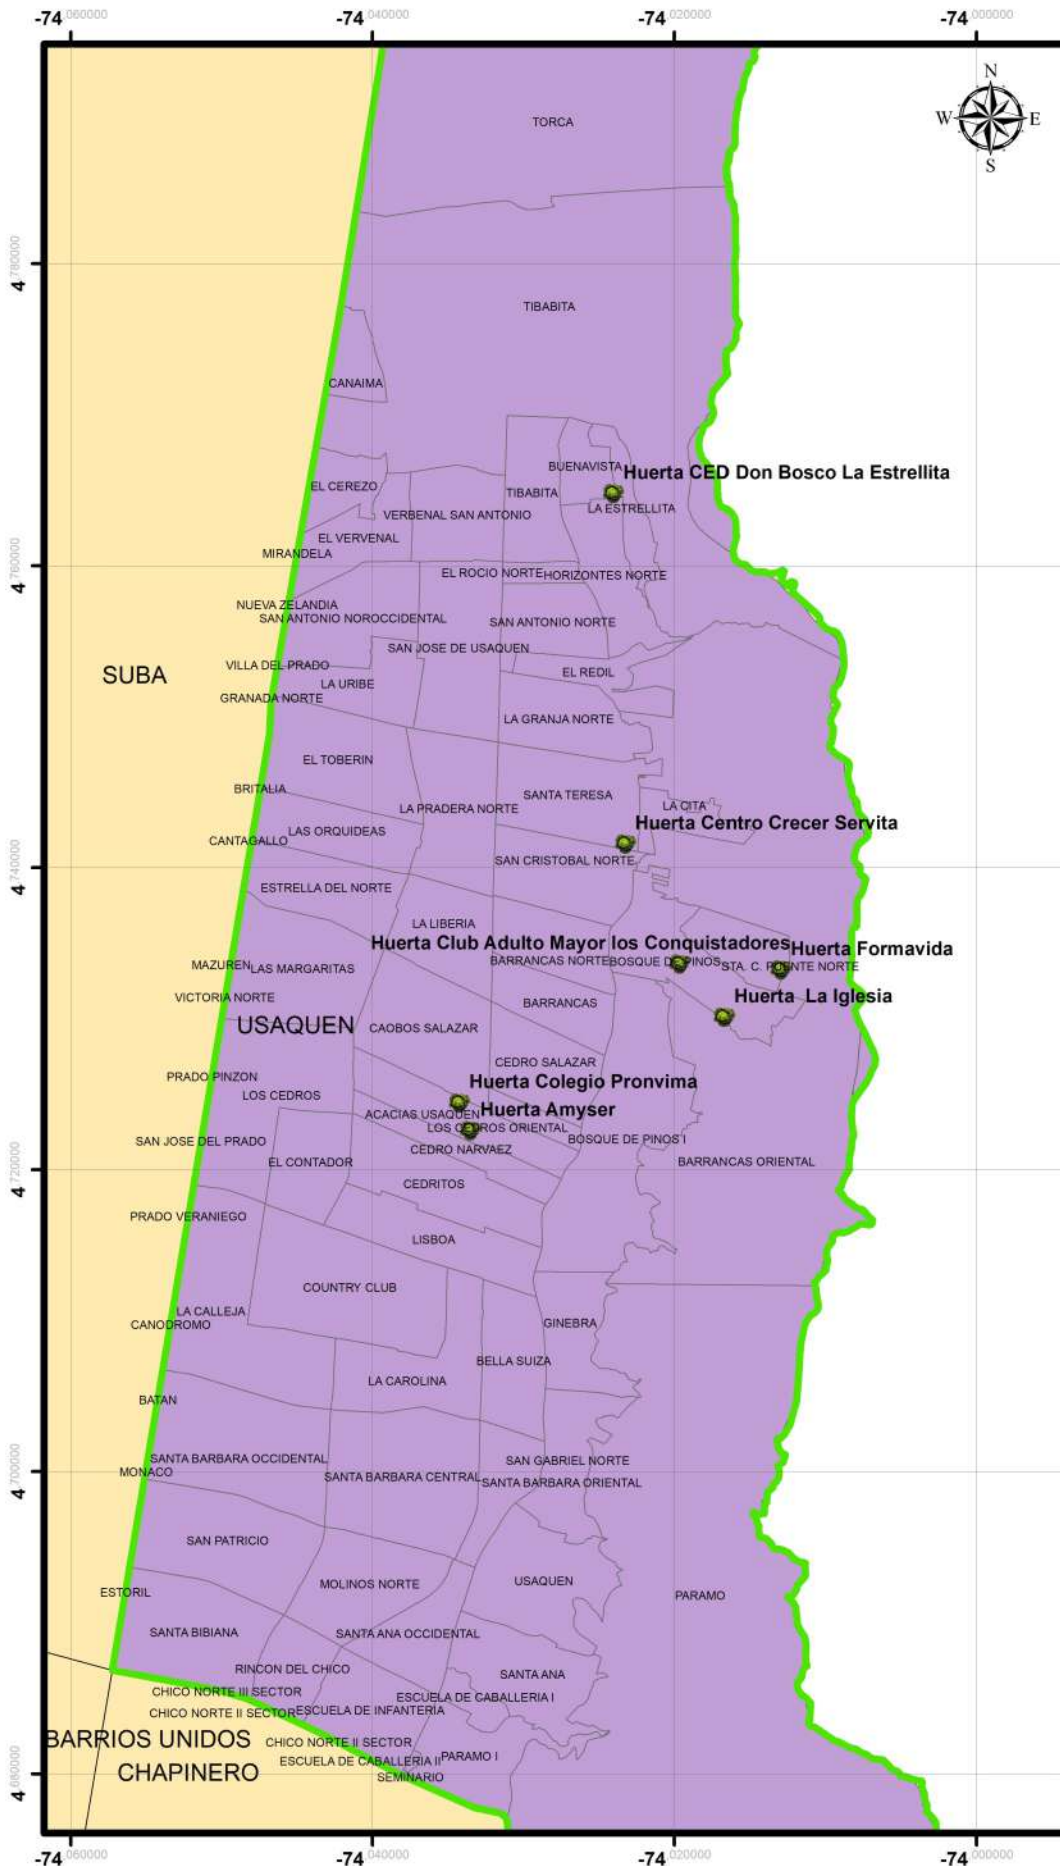 -74.060000 -74.040000 -74.020000 -74.000000
N
W E
S
TORCA
4.780000
TIBABITA
CANAIMA
BUENAVISTA
Huerta CED Don Bosco La Estrellita
EL CEREZO
TIBABITA
LA ESTRELLITA
VERBENAL SAN ANTONIO
EL VERVENAL
MIRANDELA
4.760000
EL ROCIO NORTE
HORIZONTES NORTE
NUEVA ZELANDIA
SAN ANTONIO NOROCCIDENTAL
SAN ANTONIO NORTE
SAN JOSE DE USAQUEN
VILLA DEL PRADO
EL REDIL
SUBA
LA URIBE
GRANADA NORTE
LA GRANJA NORTE
EL TOBERIN
BRITALIA
SANTA TERESA
LA PRADERA NORTE
LA CITA
Huerta Centro Crecer Servita
LAS ORQUIDEAS
CANTAGALLO
SAN CRISTOBAL NORTE
4.740000
ESTRELLA DEL NORTE
LA LIBERIA
Huerta Club Adulto Mayor los Conquistadores
Huerta Formavida
BARRANCAS NORTE
BOSQUE DE PINOS
STA. C. PUENTE NORTE
MAZUREN
LAS MARGARITAS
VICTORIA NORTE
Huerta La Iglesia
BARRANCAS
USAQUEN
CAOBOS SALAZAR
CEDRO SALAZAR
PRADO PINZON
Huerta Colegio Pronvima
LOS CEDROS
Huerta Amyser
ACACIAS USAQUEN
LOS CEDROS ORIENTAL
SAN JOSE DEL PRADO
BOSQUE DE PINOS I
CEDRO NARVAEZ
EL CONTADOR
BARRANCAS ORIENTAL
4.720000
CEDRITOS
PRADO VERANIEGO
LISBOA
COUNTRY CLUB
LA CALLEJA
CANODROMO
GINEBRA
BELLA SUIZA
LA CAROLINA
BATAN
SANTA BARBARA OCCIDENTAL
SAN GABRIEL NORTE
MONACO
4.700000
SANTA BARBARA CENTRAL
SANTA BARBARA ORIENTAL
SAN PATRICIO
MOLINOS NORTE
USAQUEN
ESTORIL
PARAMO
SANTA BIBIANA
SANTA ANA OCCIDENTAL
RINCON DEL CHICO
SANTA ANA
CHICO NORTE III SECTOR
ESCUELA DE CABALLERIA I
CHICO NORTE II SECTOR
ESCUELA DE INFANTERIA
BARRIOS UNIDOS
CHICO NORTE II SECTOR
PARAMO I
ESCUELA DE CABALLERIA II
CHAPINERO
SEMINARIO
4.680000
-74.060000 -74.040000 -74.020000 -74.000000